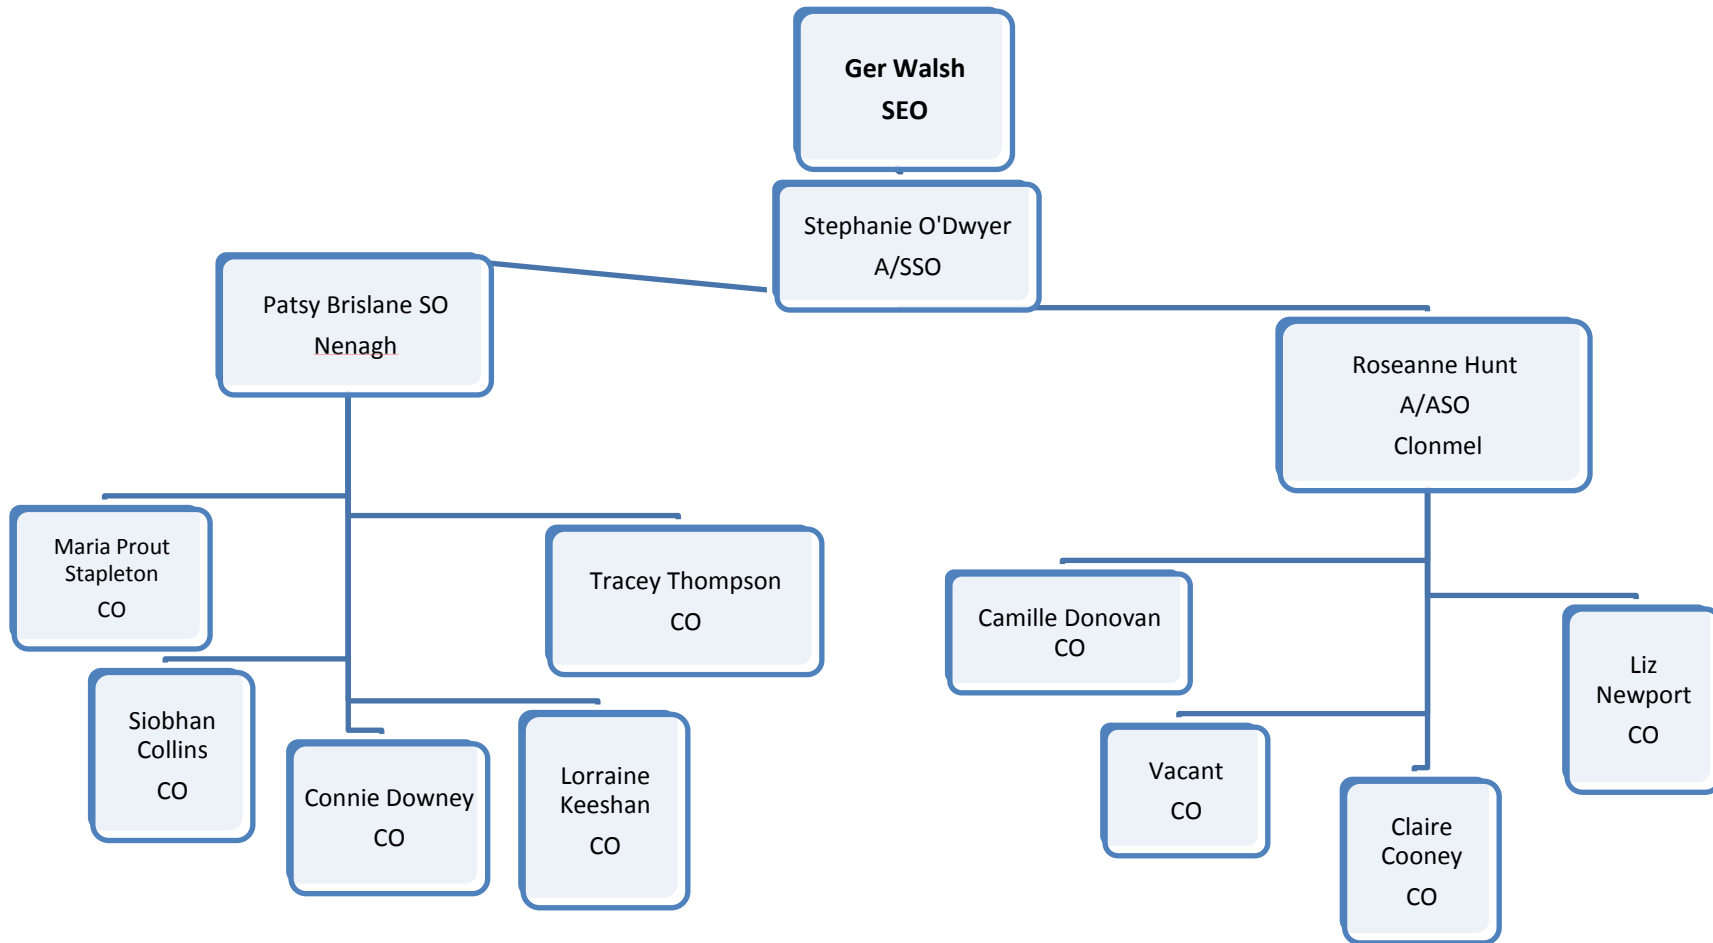 Ger Walsh
SEO
Stephanie O'Dwyer
A/SSO
Patsy Brislane SO
Nenagh
Roseanne Hunt
A/ASO
Clonmel
Maria Prout
Stapleton
CO
Tracey Thompson
CO
Siobhan
Collins
CO
Connie Downey
CO
Lorraine
Keeshan
CO
Camille Donovan
CO
Liz
Newport
CO
Vacant
CO
Claire
Cooney
CO